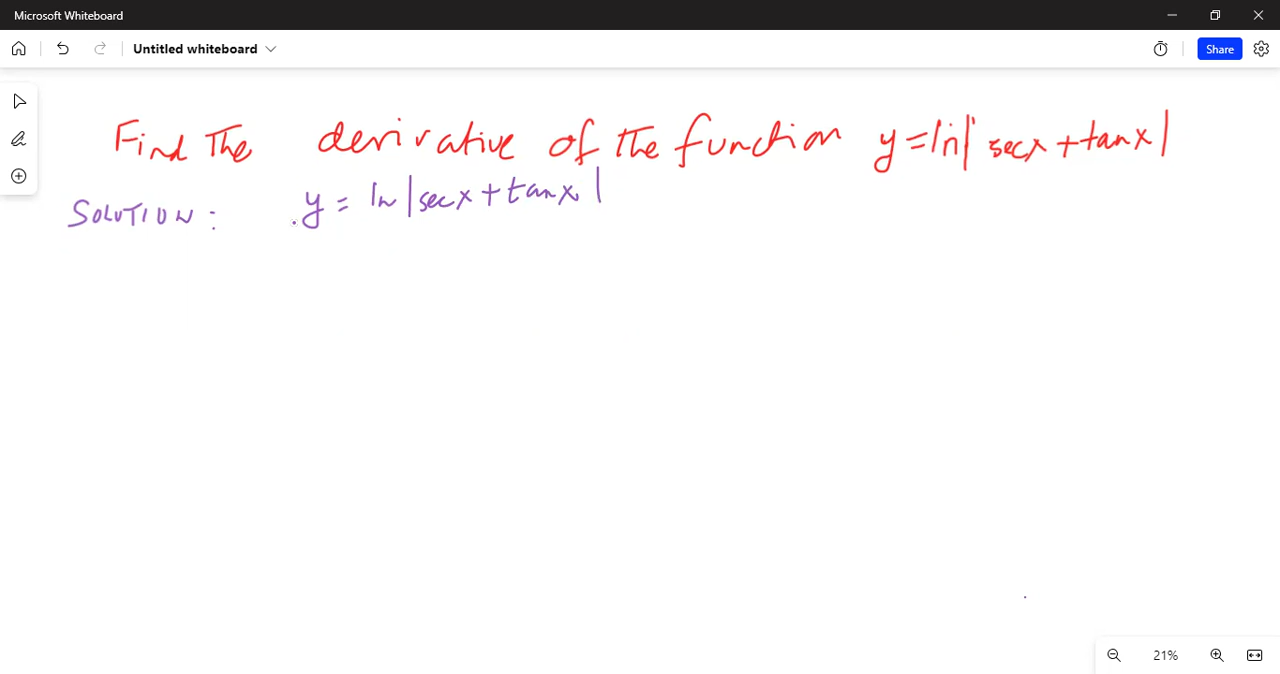 Microsoft Whiteboard
Untitled whiteboard
Share
Find The derivative of the function y=ln|secx+tanx|
SOLUTION: y = ln|secx+tanx|
21%